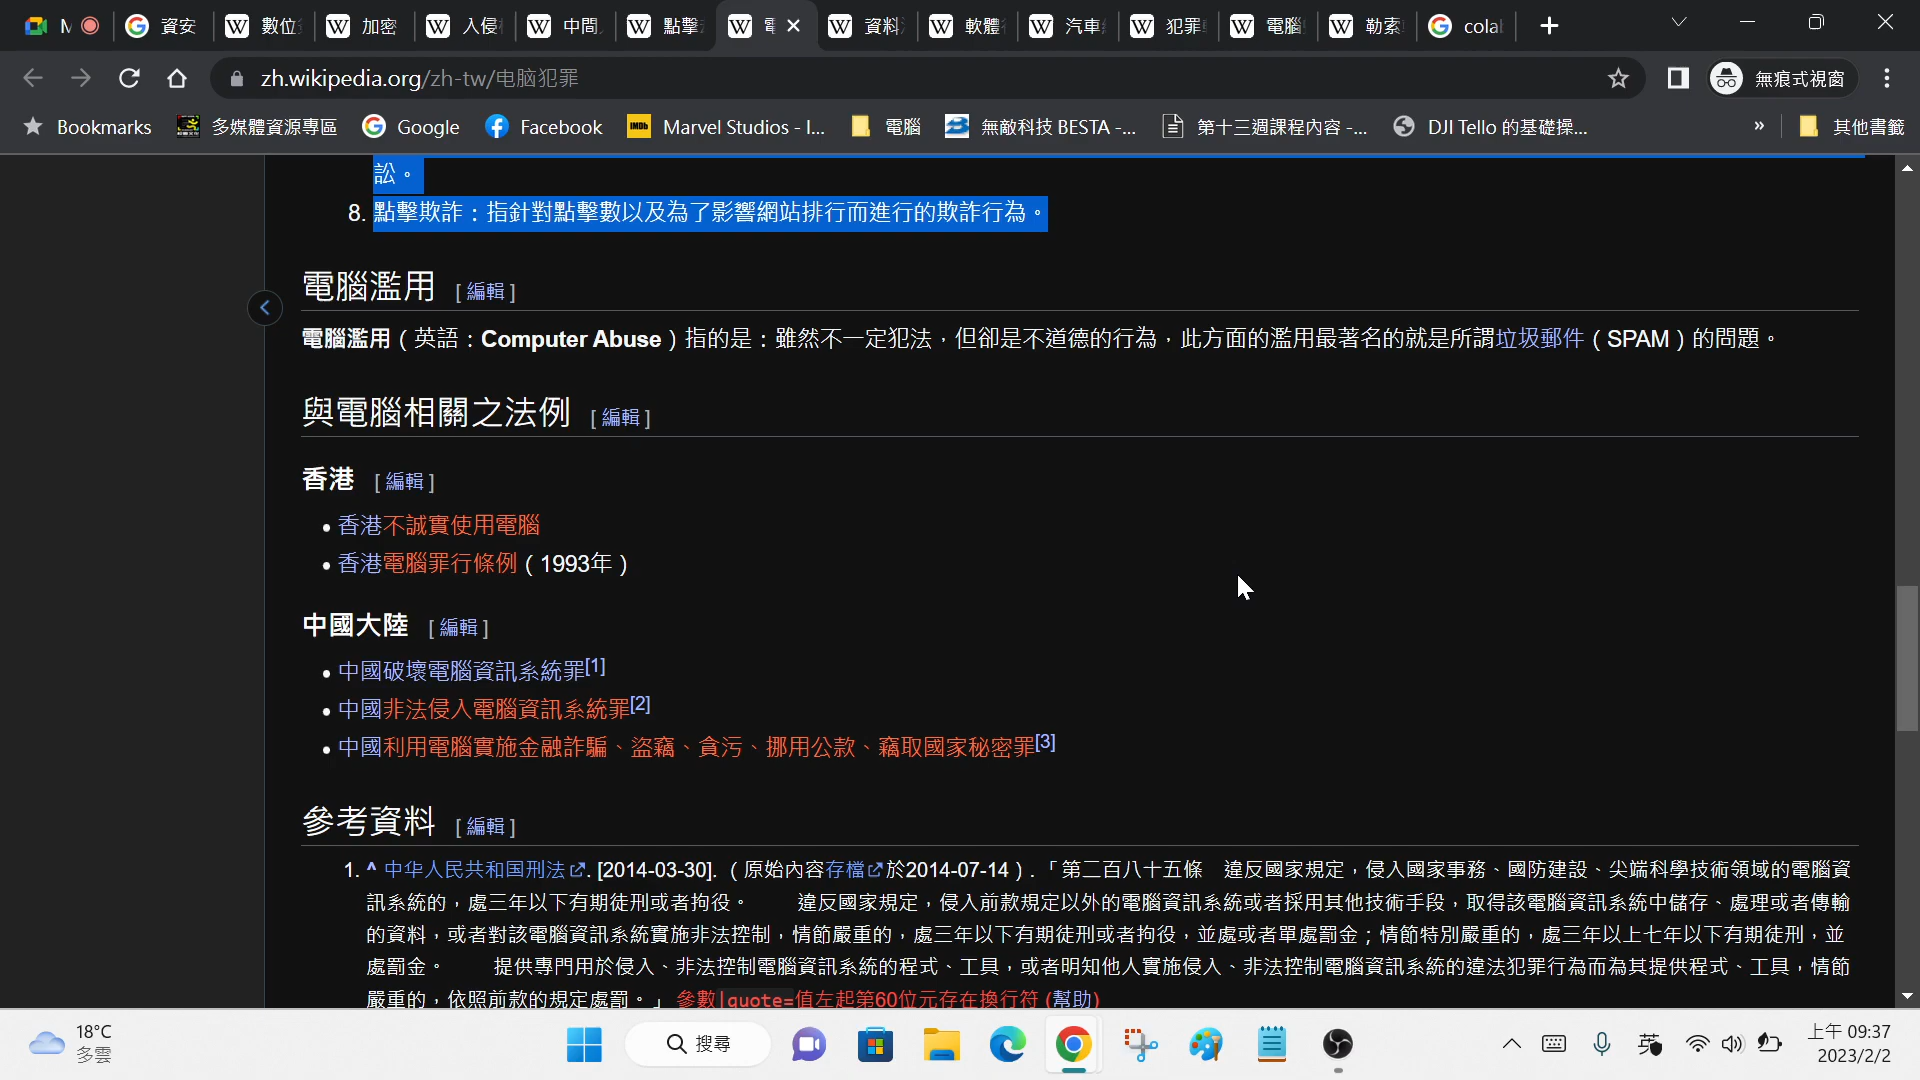 資安
數位
加密
入侵
中間
點擊
資料
軟體
汽車
犯罪
電腦
勒索
cola
zh.wikipedia.org/zh-tw/电脑犯罪
無痕式視窗
Bookmarks
多媒體資源專區
Google
Facebook
Marvel Studios - I...
電腦
無敵科技 BESTA -...
第十三週課程內容 -...
DJI Tello 的基礎操...
»
其他書籤
訟。
8. 點擊欺詐：指針對點擊數以及為了影響網站排行而進行的欺詐行為。
電腦濫用 [ 編輯 ]
電腦濫用（英語：Computer Abuse）指的是：雖然不一定犯法，但卻是不道德的行為，此方面的濫用最著名的就是所謂垃圾郵件（SPAM）的問題。
與電腦相關之法例 [ 編輯 ]
香港 [ 編輯 ]
• 香港不誠實使用電腦
• 香港電腦罪行條例（1993年）
中國大陸 [ 編輯 ]
• 中國破壞電腦資訊系統罪[1]
• 中國非法侵入電腦資訊系統罪[2]
• 中國利用電腦實施金融詐騙、盜竊、貪污、挪用公款、竊取國家秘密罪[3]
參考資料 [ 編輯 ]
1. ^ 中华人民共和国刑法. [2014-03-30].（原始內容存檔於2014-07-14）.「第二百八十五條　違反國家規定，侵入國家事務、國防建設、尖端科學技術領域的電腦資
訊系統的，處三年以下有期徒刑或者拘役。　　違反國家規定，侵入前款規定以外的電腦資訊系統或者採用其他技術手段，取得該電腦資訊系統中儲存、處理或者傳輸
的資料，或者對該電腦資訊系統實施非法控制，情節嚴重的，處三年以下有期徒刑或者拘役，並處或者單處罰金；情節特別嚴重的，處三年以上七年以下有期徒刑，並
處罰金。　　提供專門用於侵入、非法控制電腦資訊系統的程式、工具，或者明知他人實施侵入、非法控制電腦資訊系統的違法犯罪行為而為其提供程式、工具，情節
嚴重的，依照前款的規定處罰。」 參數|quote=值左起第60位元存在換行符 (幫助)
18°C
多雲
搜尋
英
上午 09:37
2023/2/2